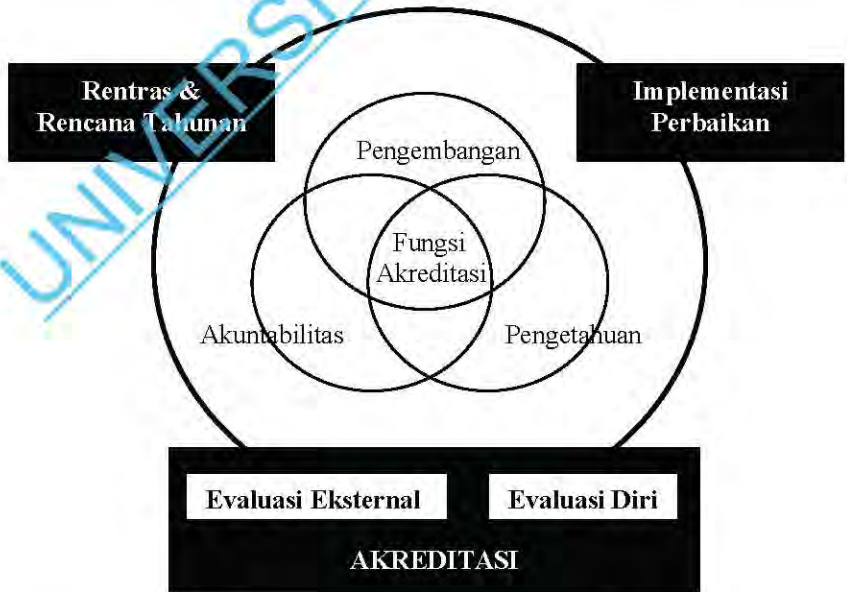 UNIVERS
Rentras &
Rencana Tahunan
Implementasi
Perbaikan
Pengembangan
Fungsi
Akreditasi
Akuntabilitas
Pengetahuan
Evaluasi Eksternal
Evaluasi Diri
AKREDITASI